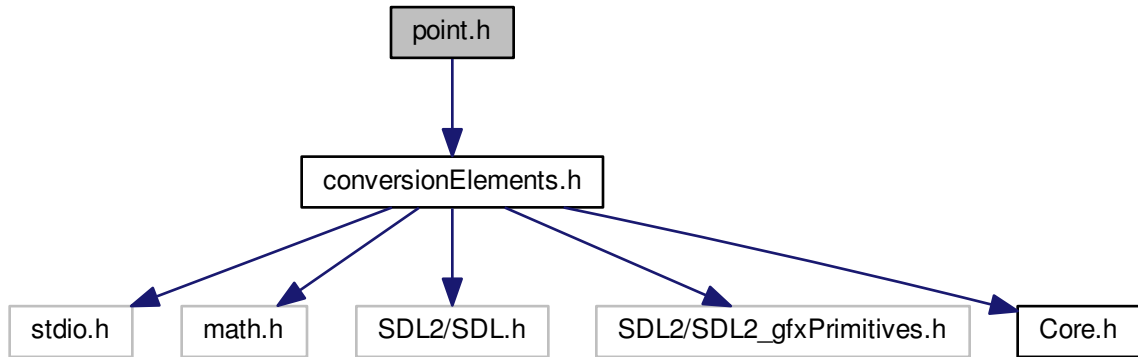 point.h
conversionElements.h
stdio.h
math.h
SDL2/SDL.h
SDL2/SDL2_gfxPrimitives.h
Core.h